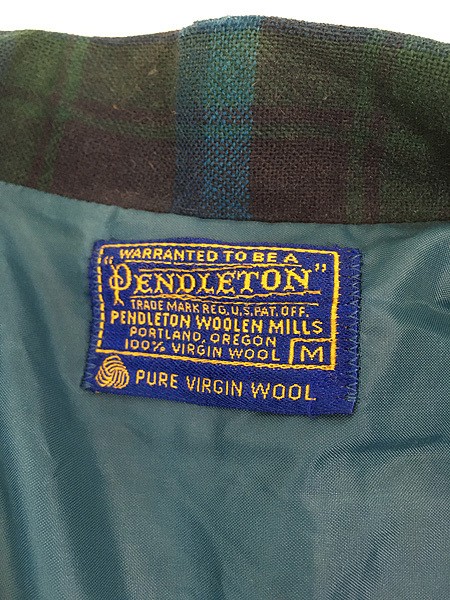 WARRANTED TO BE A
"PENDLETON"
TRADE MARK REG. U.S. PAT. OFF.
PENDLETON WOOLEN MILLS
PORTLAND, OREGON
100% VIRGIN WOOL M
PURE VIRGIN WOOL